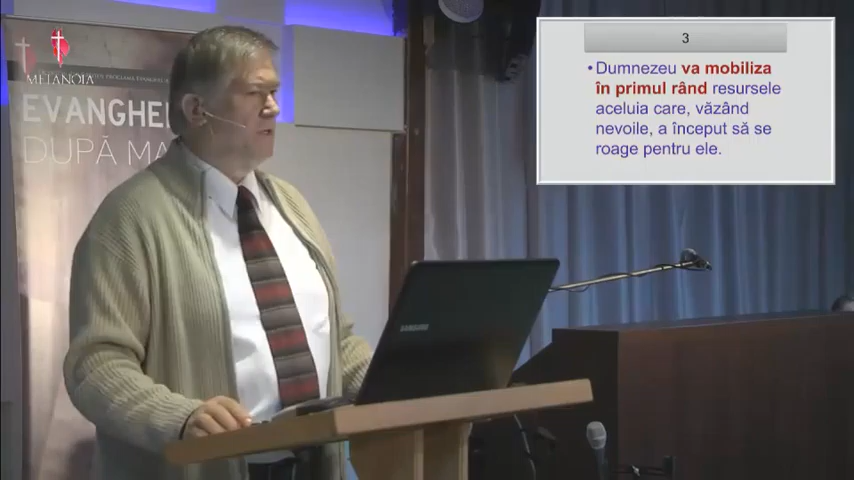 METANOIA
EVANGHEL
DUPĂ MA
SAMSUNG
3
•Dumnezeu va mobiliza
în primul rând resursele
aceluia care, văzând
nevoile, a început să se
roage pentru ele.